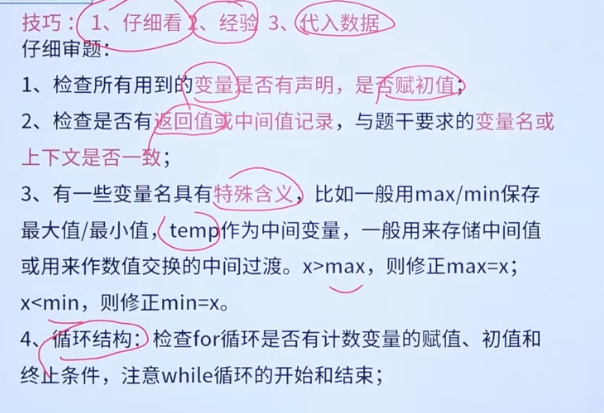 技巧：1、仔细看 2、经验 3、代入数据
仔细审题：
1、检查所有用到的变量是否有声明，是否赋初值；
2、检查是否有返回值或中间值记录，与题干要求的变量名或
上下文是否一致；
3、有一些变量名具有特殊含义，比如一般用max/min保存
最大值/最小值，temp作为中间变量，一般用来存储中间值
或用来作数值交换的中间过渡。x>max，则修正max=x；
x<min，则修正min=x。
4、循环结构：检查for循环是否有计数变量的赋值、初值和
终止条件，注意while循环的开始和结束；